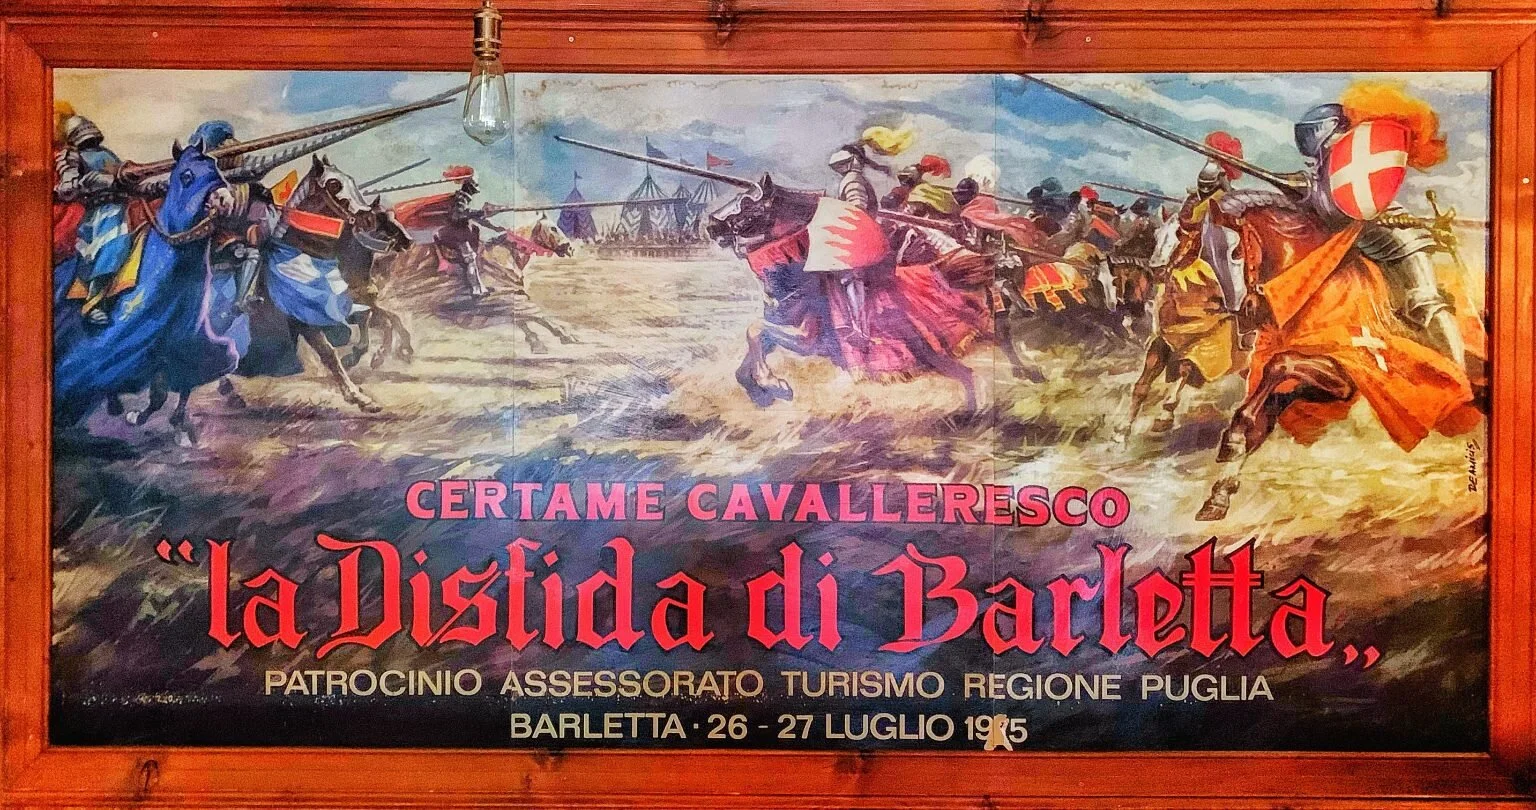 CERTAME CAVALLERESCO
"la Disfida di Barletta„
PATROCINIO ASSESSORATO TURISMO REGIONE PUGLIA
BARLETTA · 26 - 27 LUGLIO